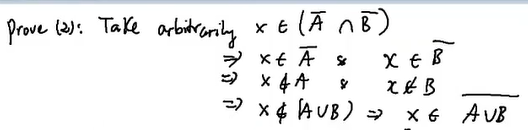 Prove (2): Take arbitrarily x ∈ (A̅ ∩ B̅)
⇒ x ∈ A̅ & x ∈ B̅
⇒ x ∉ A & x ∉ B
⇒ x ∉ (A∪B) ⇒ x ∈ A̅∪̅B̅